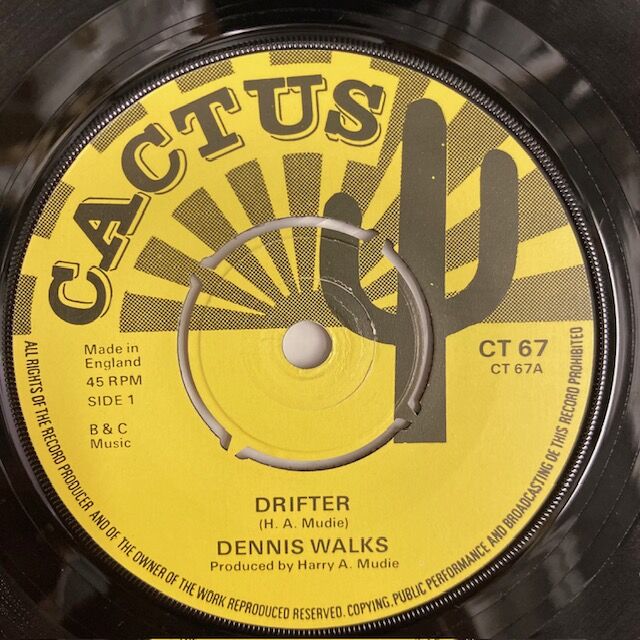 CACTUS
Made in
England
45 RPM
SIDE 1
B & C
Music
CT 67
CT 67A
DRIFTER
(H. A. Mudie)
DENNIS WALKS
Produced by Harry A. Mudie
ALL RIGHTS OF THE RECORD PRODUCER AND OF THE OWNER OF THE WORK REPRODUCED RESERVED. COPYING, PUBLIC PERFORMANCE AND BROADCASTING OF THIS RECORD PROHIBITED